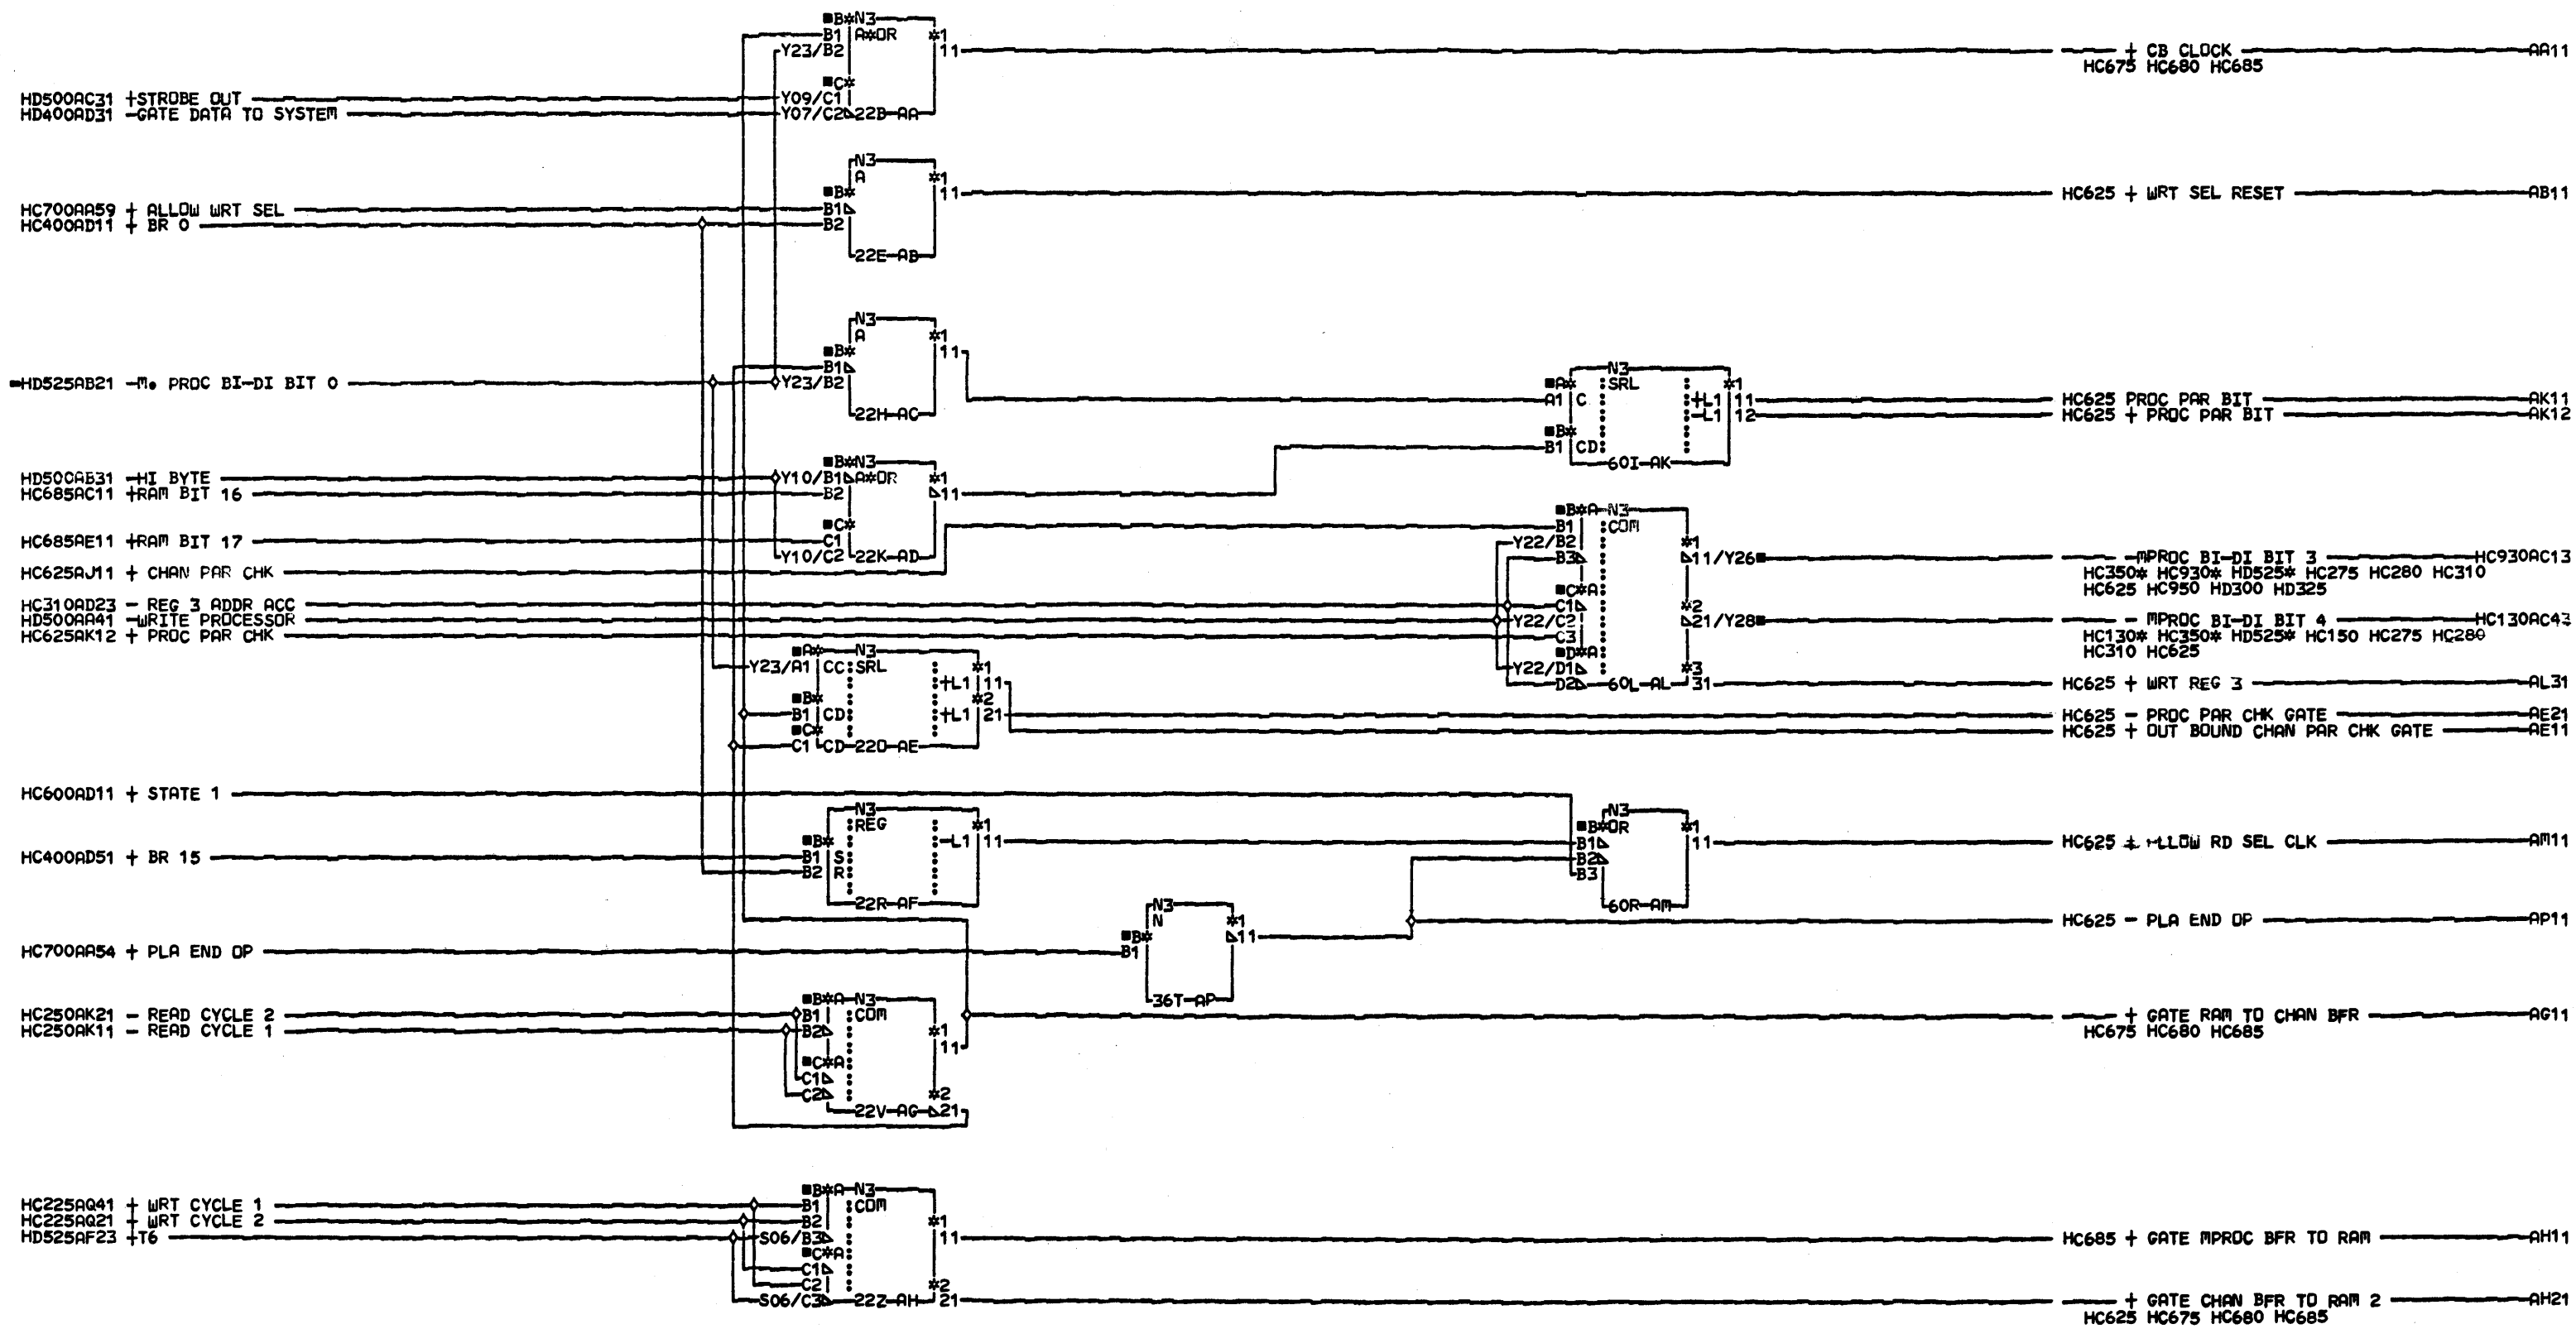 ■B*N3
B1 A*OR *1
Y23/B2 11 + CB CLOCK AA11
HC675 HC680 HC685
■C*
HD500AC31 +STROBE OUT Y09/C1
HD400AD31 -GATE DATA TO SYSTEM Y07/C2 22B-AA
N3
A *1
■B* 11 HC625 + WRT SEL RESET AB11
HC700AA59 + ALLOW WRT SEL B1
HC400AD11 + BR 0 B2
22E-AB
N3
A *1
■B* 11
B1
■HD525AB21 -M. PROC BI-DI BIT 0 Y23/B2
22H-AC
N3
■A* SRL *1
A1 C +L1 11 HC625 PROC PAR BIT AK11
-L1 12 HC625 + PROC PAR BIT AK12
■B*
B1 CD
60I-AK
■B*N3
HD500AB31 -HI BYTE Y10/B1 A*OR *1
HC685AC11 +RAM BIT 16 B2 11
■C*
HC685AE11 +RAM BIT 17 C1
Y10/C2 22K-AD
■B*A-N3
B1 COM
Y22/B2 *1
B3 11/Y26■ -MPROC BI-DI BIT 3 HC930AC13
HC350* HC930* HD525* HC275 HC280 HC310
HC625 HC950 HD300 HD325
HC625AJ11 + CHAN PAR CHK
■C*A
HC310AD23 - REG 3 ADDR ACC C1 *2
HD500AA41 -WRITE PROCESSOR Y22/C2 21/Y28■ - MPROC BI-DI BIT 4 HC130AC43
HC130* HC350* HD525* HC150 HC275 HC280
HC310 HC625
HC625AK12 + PROC PAR CHK C3
■D*A
Y22/D1 *3
D2 60L-AL 31 HC625 + WRT REG 3 AL31
■A* N3
Y23/A1 CC SRL *1
+L1 11
■B* *2
B1 CD +L1 21 HC625 - PROC PAR CHK GATE AE21
■C*
HC625 + OUT BOUND CHAN PAR CHK GATE AE11
C1 CD 22O-AE
HC600AD11 + STATE 1
N3
REG *1
■B* -L1 11
HC400AD51 + BR 15 B1 S
B2 R
22R-AF
N3
■B*OR *1
B1 11 HC625 + LLOW RD SEL CLK AM11
B2
B3
60R-AM
N3
N *1
■B* 11 HC625 - PLA END OP AP11
HC700AA54 + PLA END OP B1
36T-AP
■B*A-N3
HC250AK21 - READ CYCLE 2 B1 COM + GATE RAM TO CHAN BFR AG11
HC675 HC680 HC685
HC250AK11 - READ CYCLE 1 B2 *1
11
■C*A
C1
C2 *2
22V-AG 21
■B*A-N3
HC225AQ41 + WRT CYCLE 1 B1 COM
HC225AQ21 + WRT CYCLE 2 B2 *1
HD525AF23 +T6 S06/B3 11 HC685 + GATE MPROC BFR TO RAM AH11
■C*A
C1
C2 *2
S06/C3 22Z-AH 21 + GATE CHAN BFR TO RAM 2 AH21
HC625 HC675 HC680 HC685